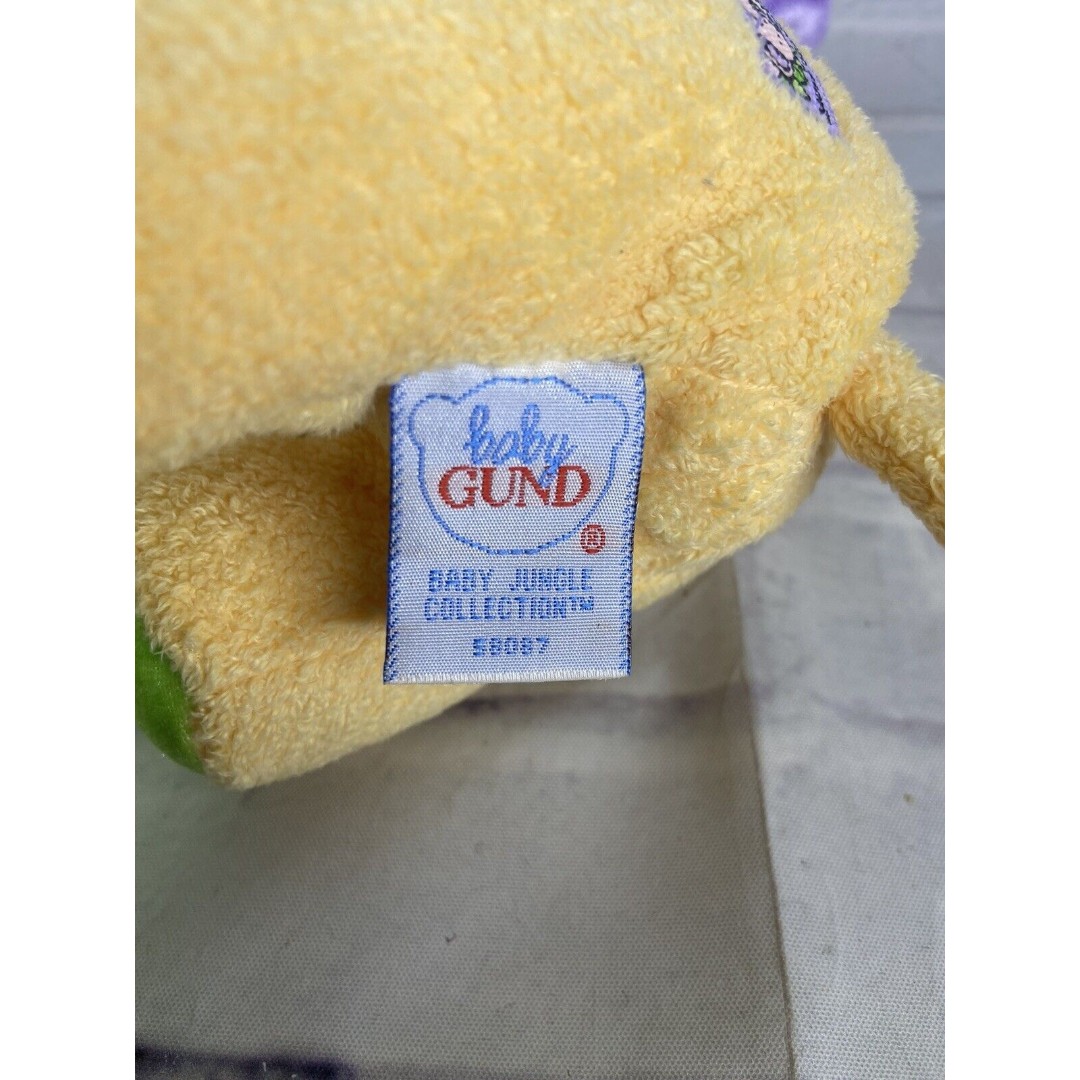 baby
GUND
®
BABY JUNGLE
COLLECTION™
58087